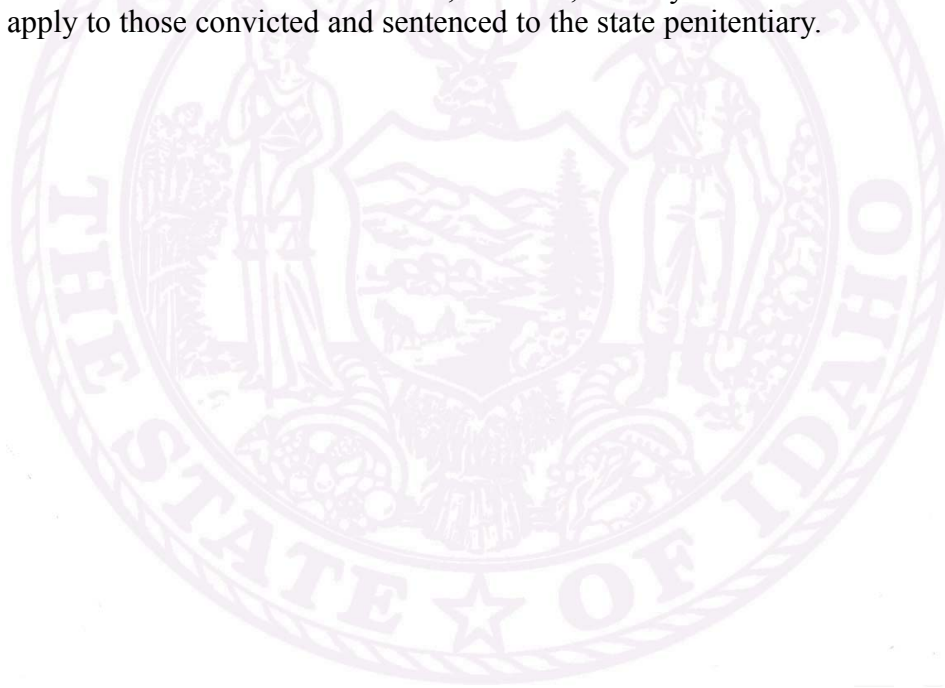 apply to those convicted and sentenced to the state penitentiary.
THE STATE OF IDAHO